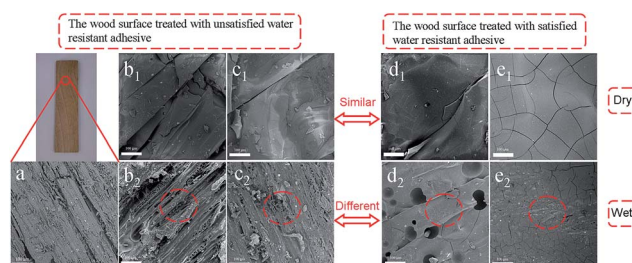 The wood surface treated with unsatisfied water
resistant adhesive
The wood surface treated with satisfied
water resistant adhesive
b1
c1
Similar
d1
e1
Dry
a
b2
c2
Different
d2
e2
Wet